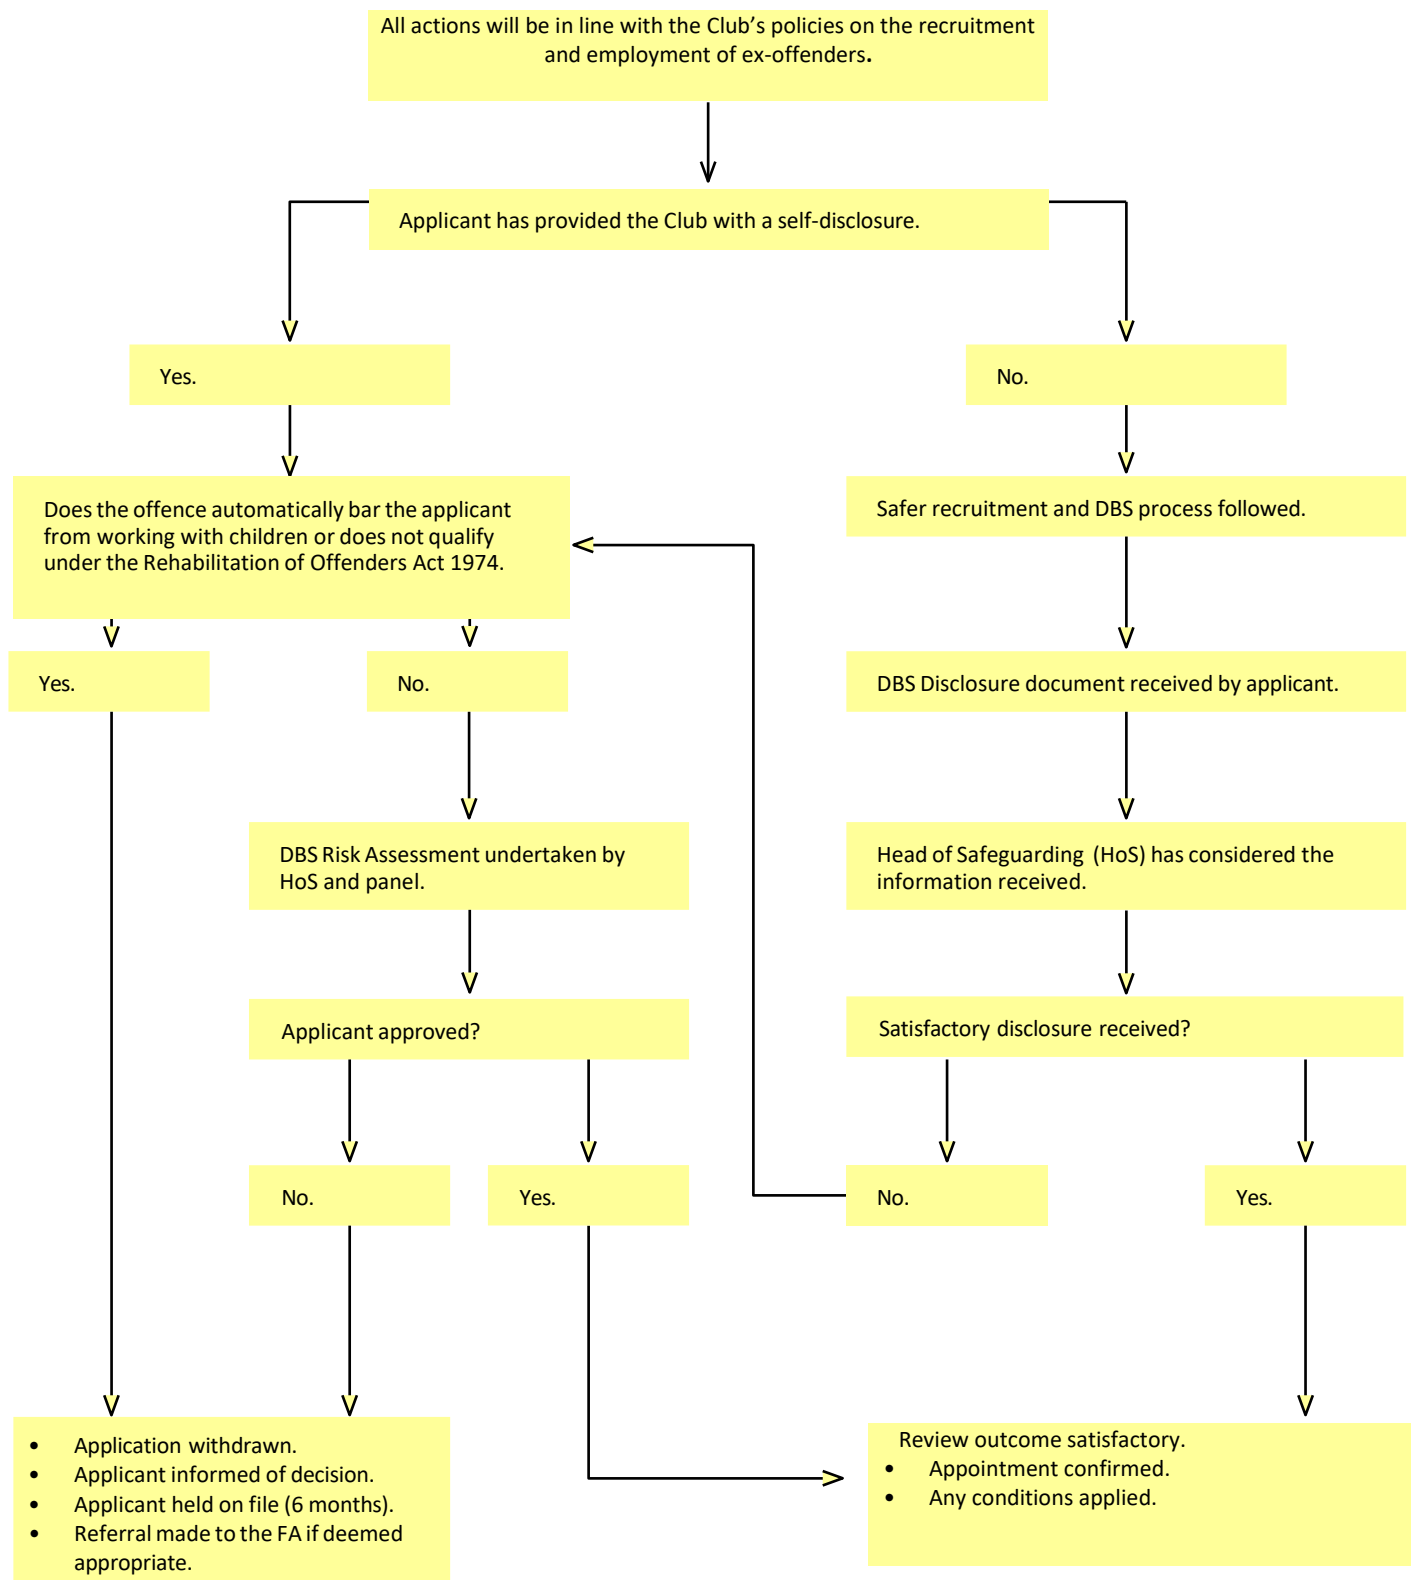 All actions will be in line with the Club’s policies on the recruitment
and employment of ex-offenders.
Applicant has provided the Club with a self-disclosure.
Yes.
No.
Does the offence automatically bar the applicant
from working with children or does not qualify
under the Rehabilitation of Offenders Act 1974.
Safer recruitment and DBS process followed.
Yes.
No.
DBS Disclosure document received by applicant.
DBS Risk Assessment undertaken by
HoS and panel.
Head of Safeguarding (HoS) has considered the
information received.
Applicant approved?
Satisfactory disclosure received?
No.
Yes.
No.
Yes.
• Application withdrawn.
• Applicant informed of decision.
• Applicant held on file (6 months).
• Referral made to the FA if deemed
appropriate.
Review outcome satisfactory.
• Appointment confirmed.
• Any conditions applied.